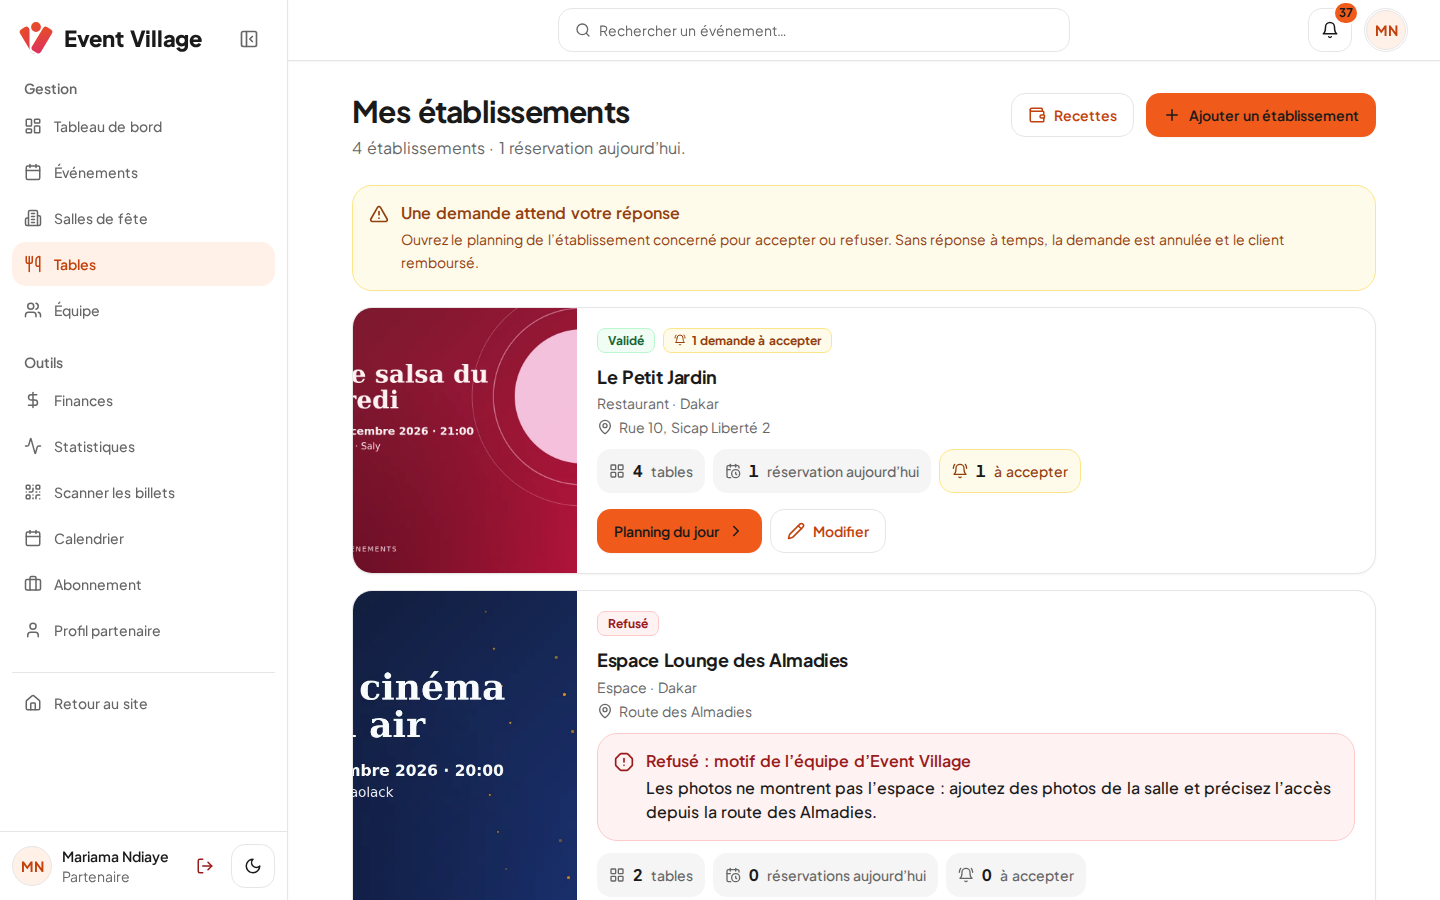 Event Village
Gestion
Tableau de bord
Événements
Salles de fête
Tables
Équipe
Outils
Finances
Statistiques
Scanner les billets
Calendrier
Abonnement
Profil partenaire
Retour au site
MN
Mariama Ndiaye
Partenaire
Rechercher un événement...
37
MN
Mes établissements
4 établissements · 1 réservation aujourd’hui.
Recettes
Ajouter un établissement
Une demande attend votre réponse
Ouvrez le planning de l’établissement concerné pour accepter ou refuser. Sans réponse à temps, la demande est annulée et le client
remboursé.
e salsa du
redi
cembre 2026 · 21:00
· Saly
ÉNEMENTS
Validé
1 demande à accepter
Le Petit Jardin
Restaurant · Dakar
Rue 10, Sicap Liberté 2
4 tables
1 réservation aujourd’hui
1 à accepter
Planning du jour
Modifier
cinéma
air
mbre 2026 · 20:00
aolack
Refusé
Espace Lounge des Almadies
Espace · Dakar
Route des Almadies
Refusé : motif de l’équipe d’Event Village
Les photos ne montrent pas l’espace : ajoutez des photos de la salle et précisez l’accès
depuis la route des Almadies.
2 tables
0 réservations aujourd’hui
0 à accepter